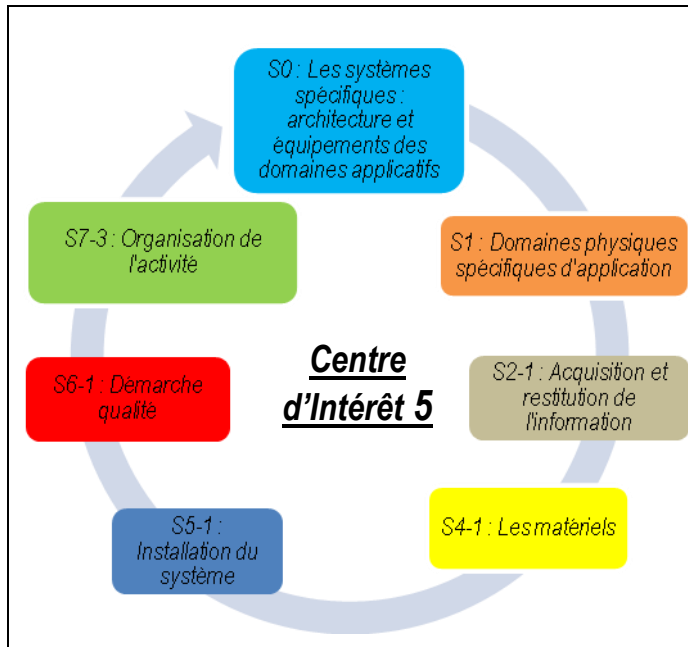 S0 : Les systèmes
spécifiques :
architecture et
équipements des
domaines applicatifs
S1 : Domaines physiques
spécifiques d'application
S2-1 : Acquisition et
restitution de
l'information
S4-1 : Les matériels
S5-1 :
Installation du
système
S6-1 : Démarche
qualité
S7-3 : Organisation de
l'activité
Centre
d'Intérêt 5